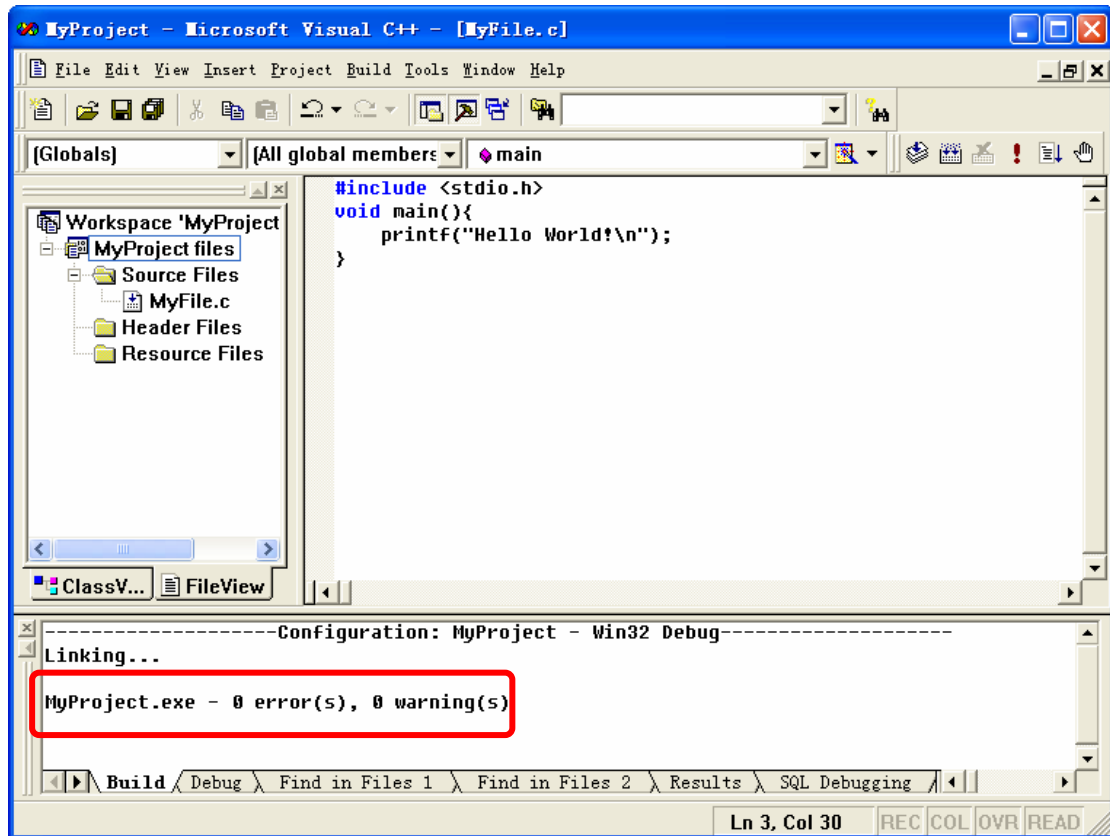 MyProject - Microsoft Visual C++ - [MyFile.c]
File Edit View Insert Project Build Tools Window Help
(Globals) (All global members main
Workspace 'MyProject
MyProject files
Source Files
MyFile.c
Header Files
Resource Files
ClassV... FileView
#include <stdio.h>
void main(){
    printf("Hello World!\n");
}
--------------------Configuration: MyProject - Win32 Debug--------------------
Linking...
MyProject.exe - 0 error(s), 0 warning(s)
Build Debug Find in Files 1 Find in Files 2 Results SQL Debugging
Ln 3, Col 30 REC COL OVR READ